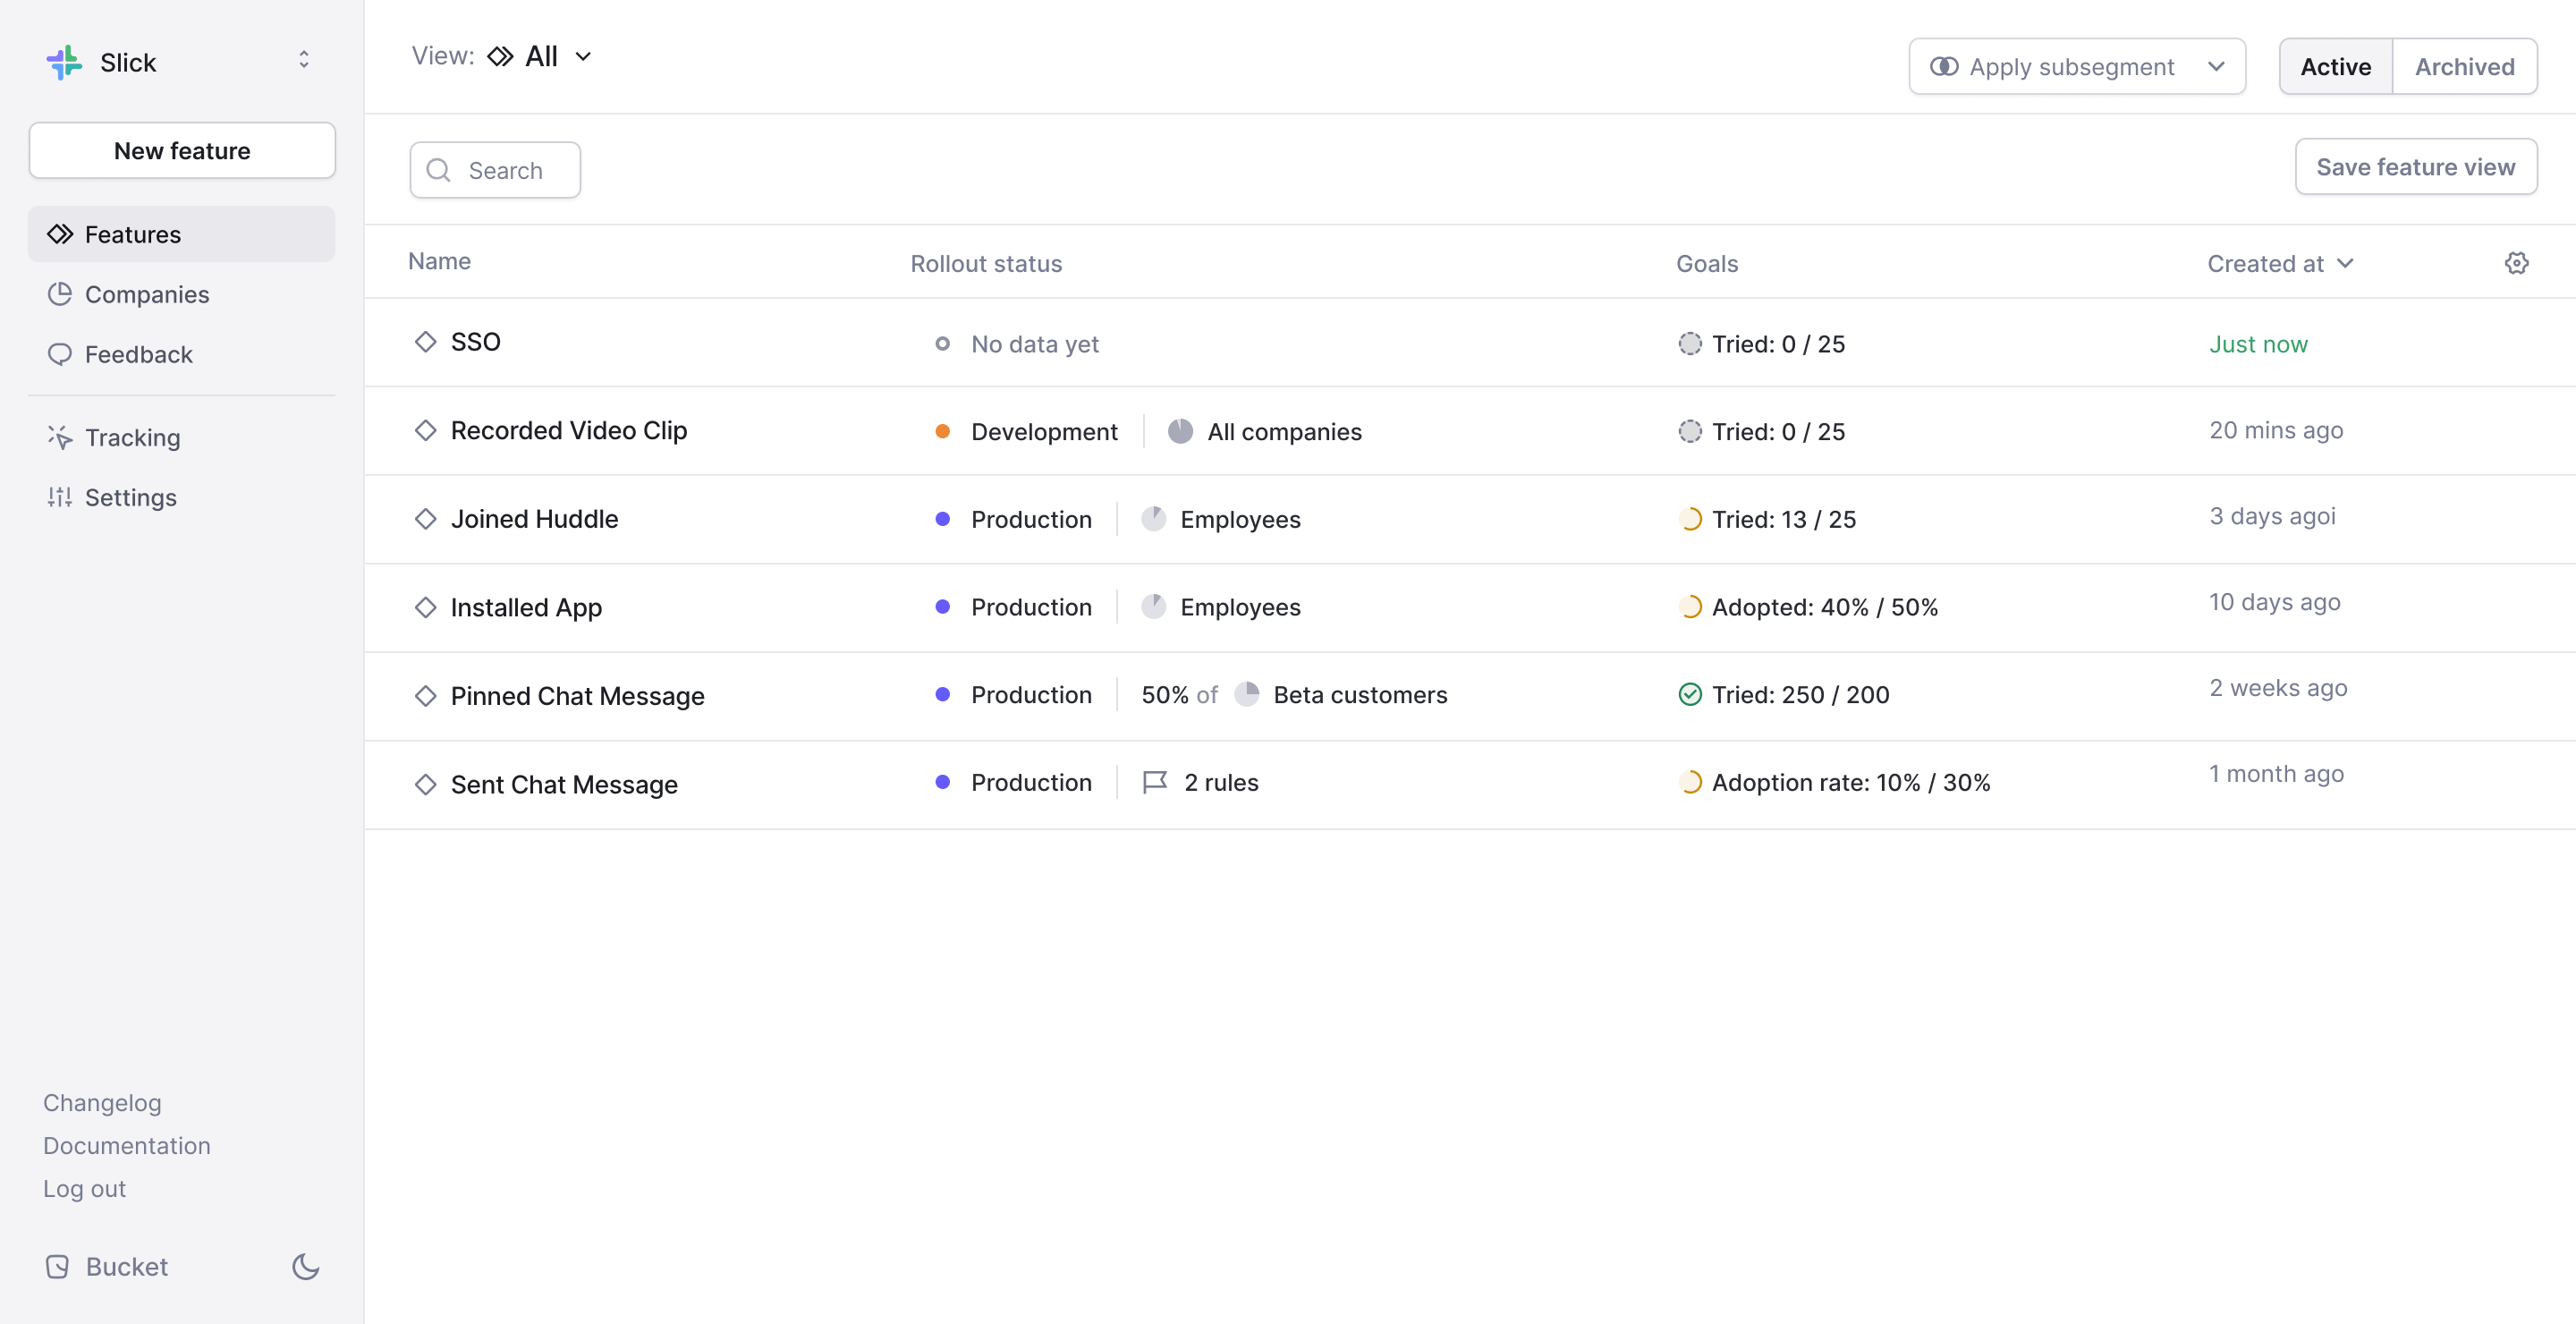 Slick
New feature
Features
Companies
Feedback
Tracking
Settings
Changelog
Documentation
Log out
Bucket
View: All
Apply subsegment
Active Archived
Search
Save feature view
Name Rollout status Goals Created at
SSO No data yet Tried: 0 / 25 Just now
Recorded Video Clip Development All companies Tried: 0 / 25 20 mins ago
Joined Huddle Production Employees Tried: 13 / 25 3 days agoi
Installed App Production Employees Adopted: 40% / 50% 10 days ago
Pinned Chat Message Production 50% of Beta customers Tried: 250 / 200 2 weeks ago
Sent Chat Message Production 2 rules Adoption rate: 10% / 30% 1 month ago